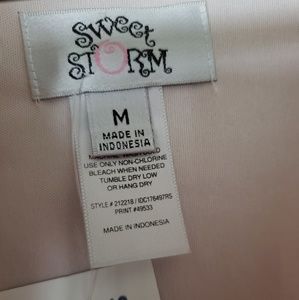 Sweet
STORM
M
MADE IN
INDONESIA
USE ONLY NON-CHLORINE
BLEACH WHEN NEEDED
TUMBLE DRY LOW
OR HANG DRY
STYLE # 212218 / IDC176497RS
PRINT #49533
MADE IN INDONESIA